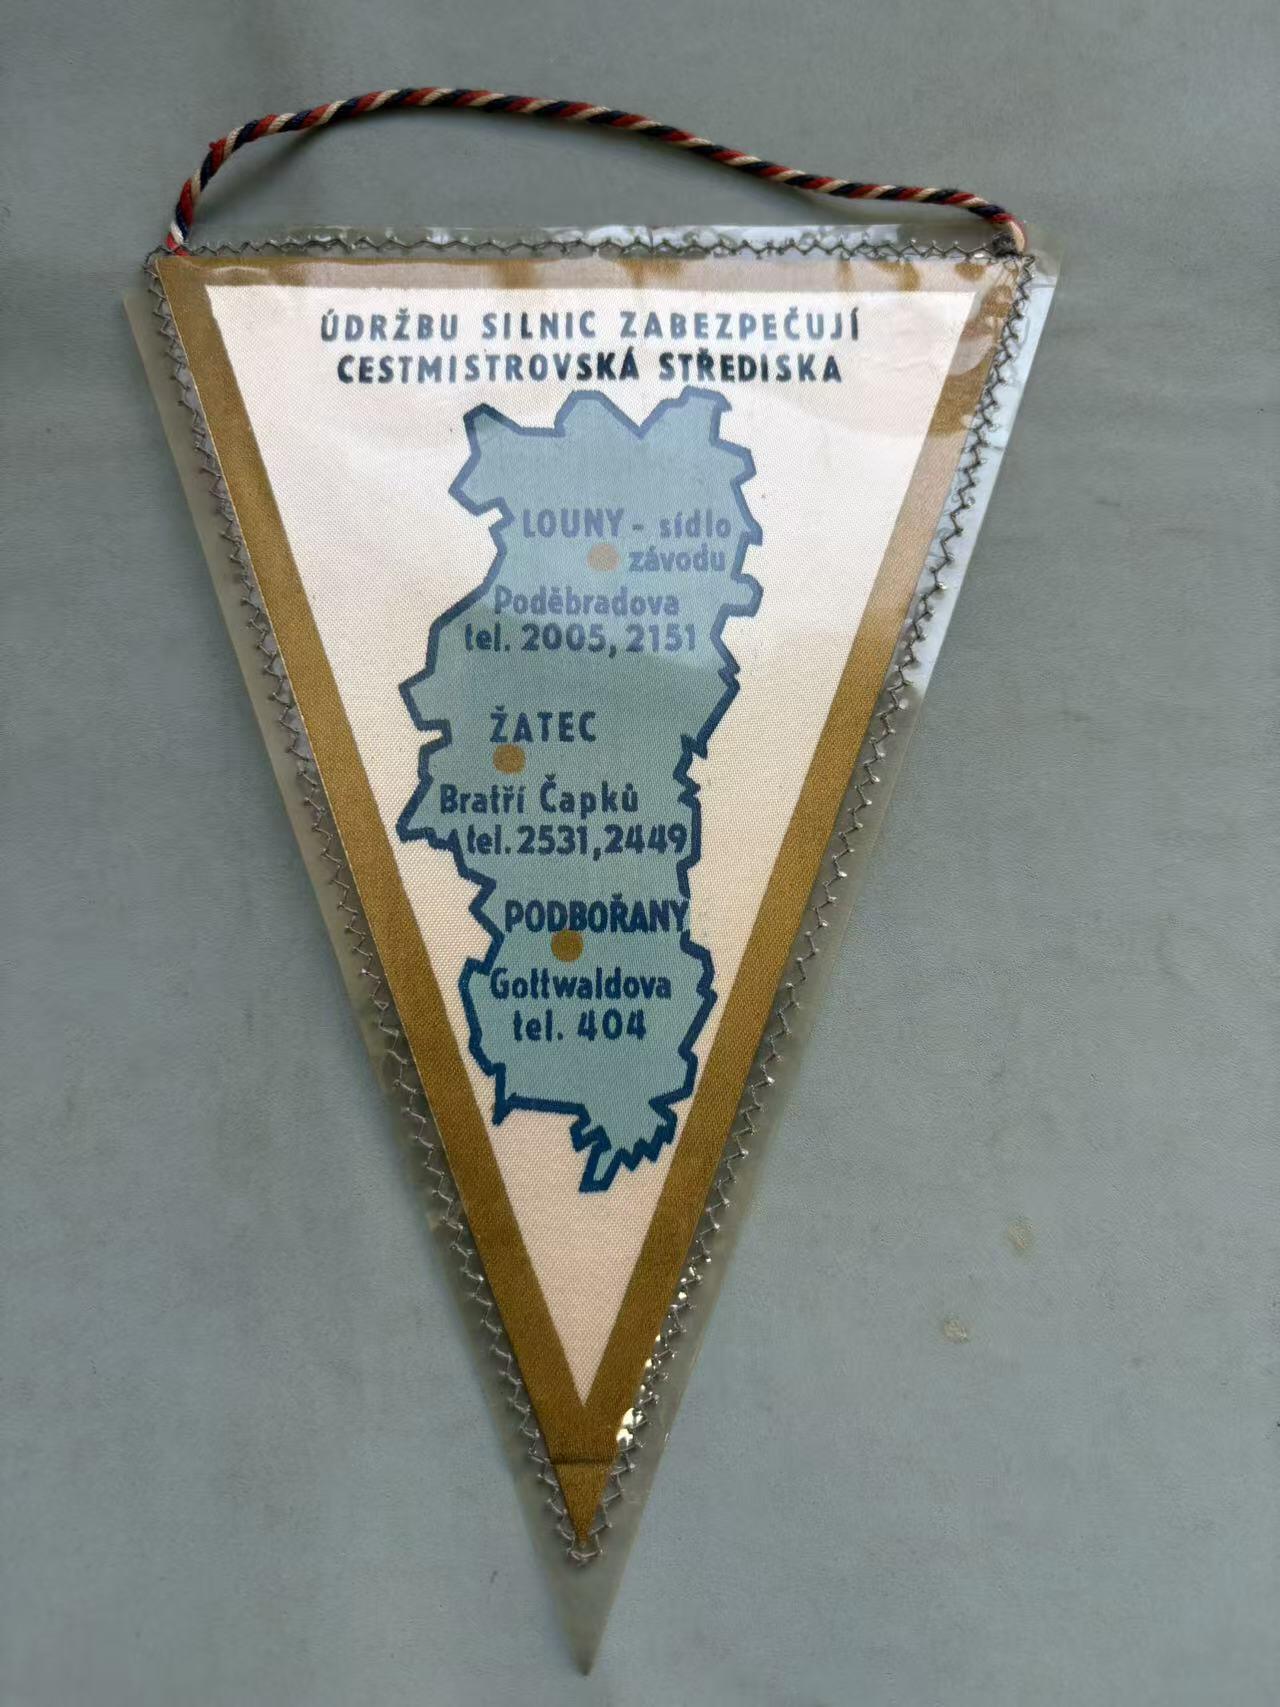 ÚDRŽBU SILNIC ZABEZPEČUJÍ
CESTMISTROVSKÁ STŘEDISKA
LOUNY - sídlo
závodu
Poděbradova
tel. 2005, 2151
ŽATEC
Bratří Čapků
tel. 2531, 2449
PODBOŘANY
Gottwaldova
tel. 404